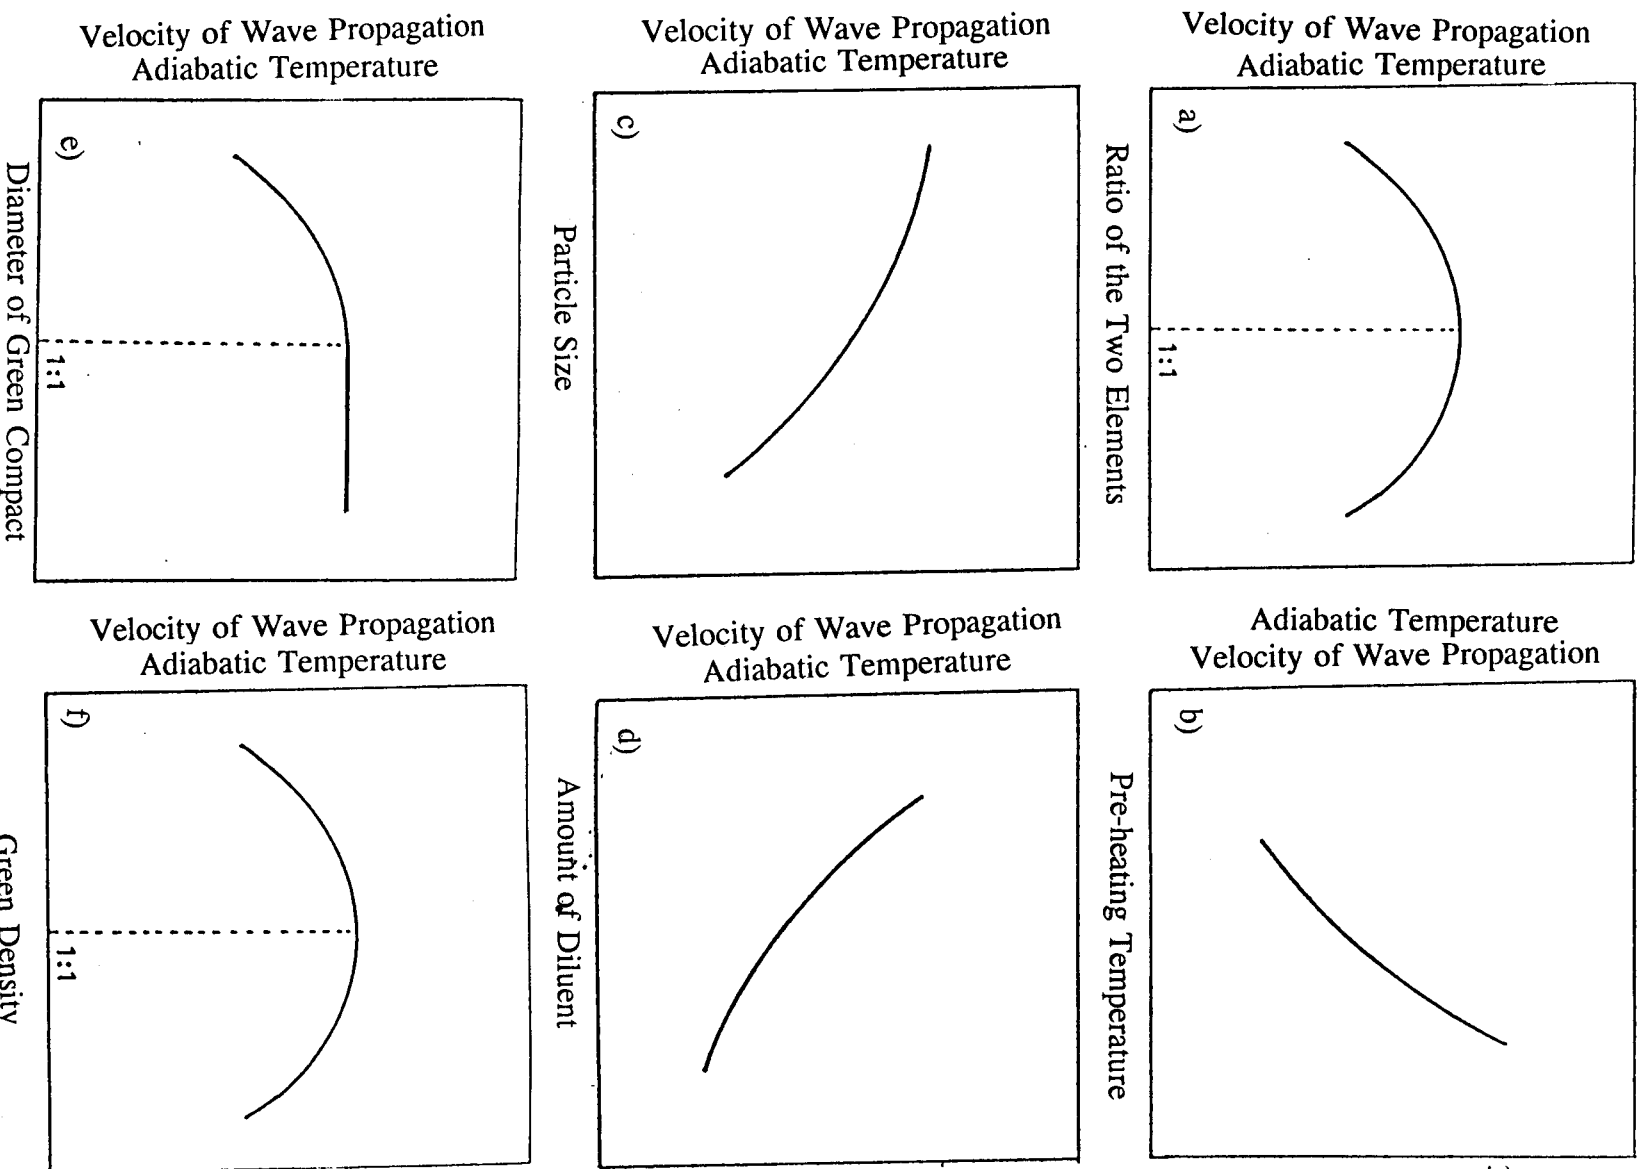 Velocity of Wave Propagation
Adiabatic Temperature
a)
1:1
Ratio of the Two Elements
Adiabatic Temperature
Velocity of Wave Propagation
b)
Pre-heating Temperature
Velocity of Wave Propagation
Adiabatic Temperature
c)
Particle Size
Velocity of Wave Propagation
Adiabatic Temperature
d)
Amount of Diluent
Velocity of Wave Propagation
Adiabatic Temperature
e)
1:1
Diameter of Green Compact
Velocity of Wave Propagation
Adiabatic Temperature
f)
1:1
Green Density